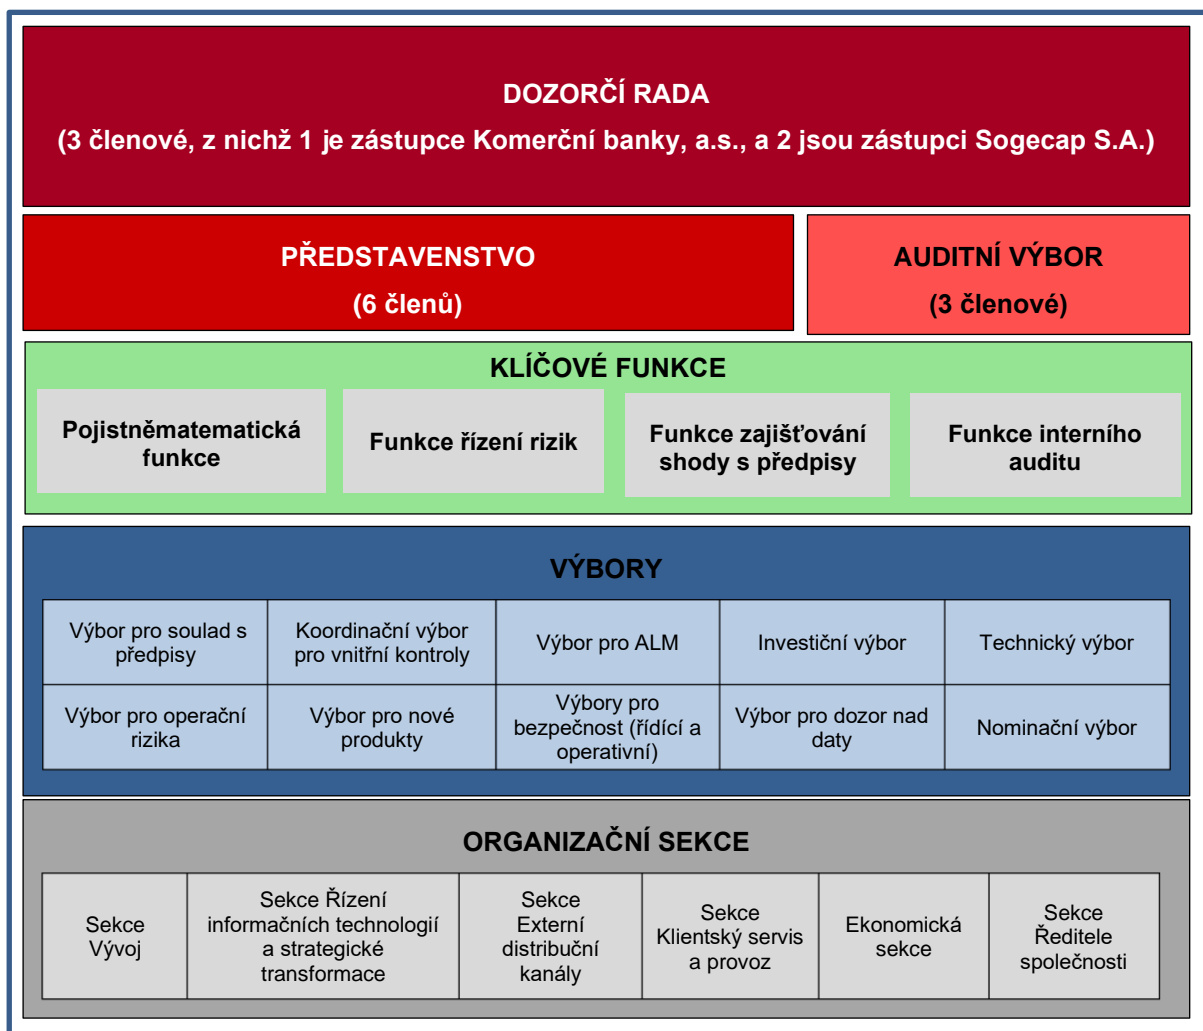 DOZORČÍ RADA
(3 členové, z nichž 1 je zástupce Komerční banky, a.s., a 2 jsou zástupci Sogecap S.A.)
PŘEDSTAVENSTVO
(6 členů)
AUDITNÍ VÝBOR
(3 členové)
KLÍČOVÉ FUNKCE
Pojistněmatematická
funkce
Funkce řízení rizik
Funkce zajišťování
shody s předpisy
Funkce interního
auditu
VÝBORY
Výbor pro soulad s
předpisy
Koordinační výbor
pro vnitřní kontroly
Výbor pro ALM
Investiční výbor
Technický výbor
Výbor pro operační
rizika
Výbor pro nové
produkty
Výbory pro
bezpečnost (řídící a
operativní)
Výbor pro dozor nad
daty
Nominační výbor
ORGANIZAČNÍ SEKCE
Sekce
Vývoj
Sekce Řízení
informačních technologií
a strategické
transformace
Sekce
Externí
distribuční
kanály
Sekce
Klientský servis
a provoz
Ekonomická
sekce
Sekce
Ředitele
společnosti